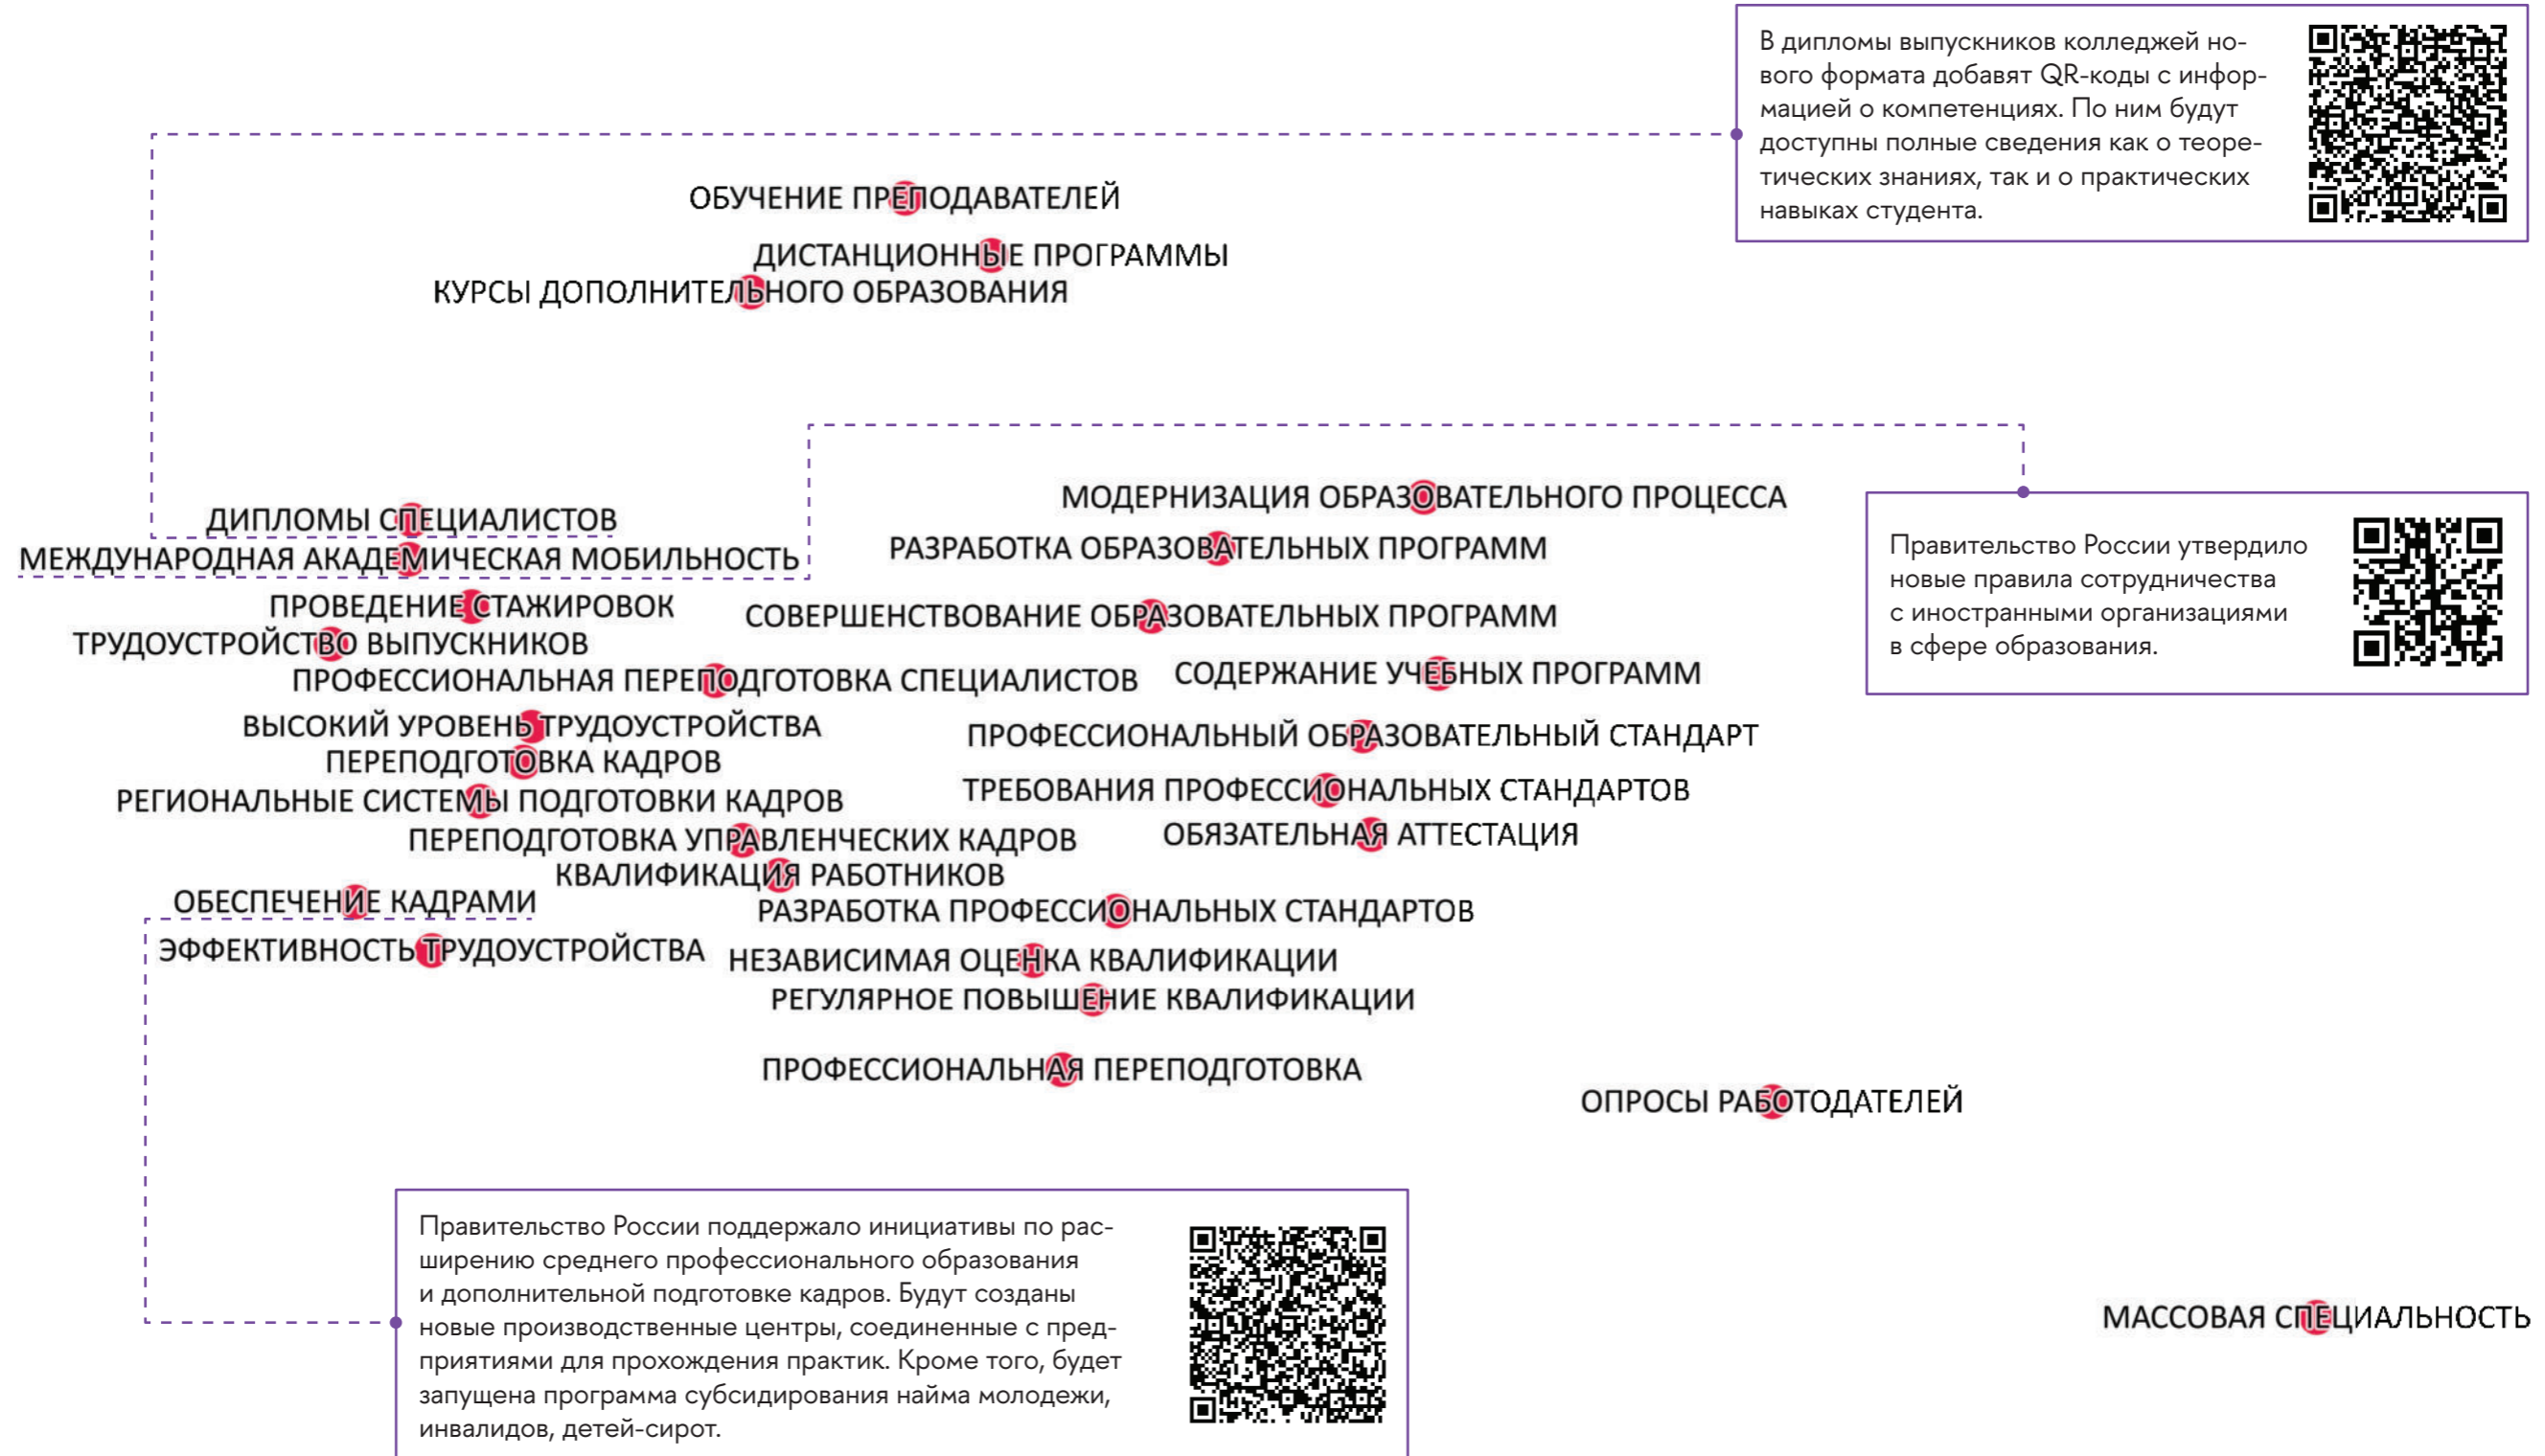 В дипломы выпускников колледжей но-
вого формата добавят QR-коды с инфор-
мацией о компетенциях. По ним будут
доступны полные сведения как о теоре-
тических знаниях, так и о практических
навыках студента.
ОБУЧЕНИЕ ПРЕПОДАВАТЕЛЕЙ
ДИСТАНЦИОННЫЕ ПРОГРАММЫ
КУРСЫ ДОПОЛНИТЕЛЬНОГО ОБРАЗОВАНИЯ
ДИПЛОМЫ СПЕЦИАЛИСТОВ
МЕЖДУНАРОДНАЯ АКАДЕМИЧЕСКАЯ МОБИЛЬНОСТЬ
ПРОВЕДЕНИЕ СТАЖИРОВОК
ТРУДОУСТРОЙСТВО ВЫПУСКНИКОВ
ПРОФЕССИОНАЛЬНАЯ ПЕРЕПОДГОТОВКА СПЕЦИАЛИСТОВ
ВЫСОКИЙ УРОВЕНЬ ТРУДОУСТРОЙСТВА
ПЕРЕПОДГОТОВКА КАДРОВ
РЕГИОНАЛЬНЫЕ СИСТЕМЫ ПОДГОТОВКИ КАДРОВ
ПЕРЕПОДГОТОВКА УПРАВЛЕНЧЕСКИХ КАДРОВ
КВАЛИФИКАЦИЯ РАБОТНИКОВ
ОБЕСПЕЧЕНИЕ КАДРАМИ
ЭФФЕКТИВНОСТЬ ТРУДОУСТРОЙСТВА
МОДЕРНИЗАЦИЯ ОБРАЗОВАТЕЛЬНОГО ПРОЦЕССА
РАЗРАБОТКА ОБРАЗОВАТЕЛЬНЫХ ПРОГРАММ
СОВЕРШЕНСТВОВАНИЕ ОБРАЗОВАТЕЛЬНЫХ ПРОГРАММ
СОДЕРЖАНИЕ УЧЕБНЫХ ПРОГРАММ
ПРОФЕССИОНАЛЬНЫЙ ОБРАЗОВАТЕЛЬНЫЙ СТАНДАРТ
ТРЕБОВАНИЯ ПРОФЕССИОНАЛЬНЫХ СТАНДАРТОВ
ОБЯЗАТЕЛЬНАЯ АТТЕСТАЦИЯ
РАЗРАБОТКА ПРОФЕССИОНАЛЬНЫХ СТАНДАРТОВ
НЕЗАВИСИМАЯ ОЦЕНКА КВАЛИФИКАЦИИ
РЕГУЛЯРНОЕ ПОВЫШЕНИЕ КВАЛИФИКАЦИИ
ПРОФЕССИОНАЛЬНАЯ ПЕРЕПОДГОТОВКА
Правительство России утвердило
новые правила сотрудничества
с иностранными организациями
в сфере образования.
ОПРОСЫ РАБОТОДАТЕЛЕЙ
МАССОВАЯ СПЕЦИАЛЬНОСТЬ
Правительство России поддержало инициативы по рас-
ширению среднего профессионального образования
и дополнительной подготовке кадров. Будут созданы
новые производственные центры, соединенные с пред-
приятиями для прохождения практик. Кроме того, будет
запущена программа субсидирования найма молодежи,
инвалидов, детей-сирот.